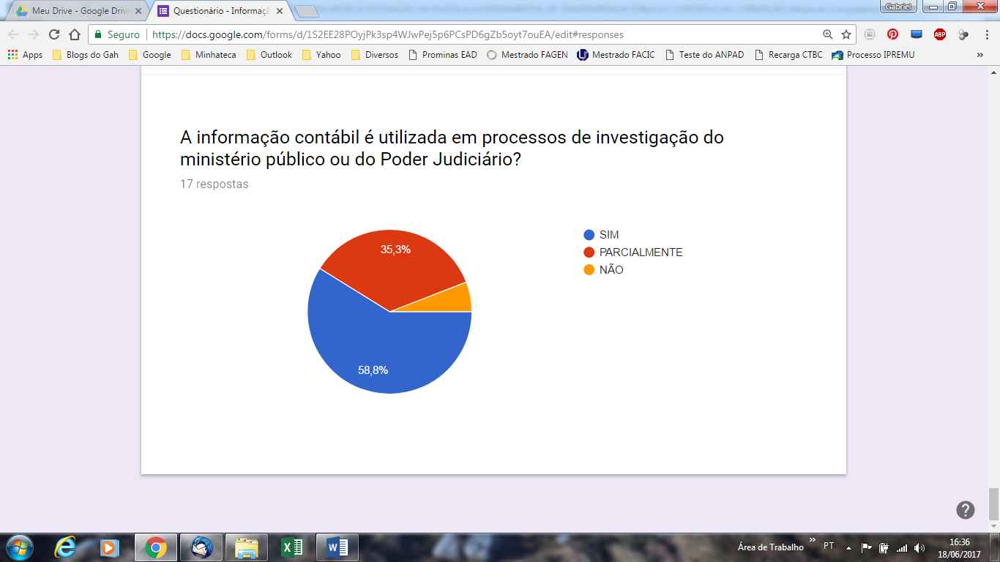 Meu Drive - Google Drive
Questionário - Informaçã
Gabriel
Seguro
https://docs.google.com/forms/d/1S2EE28POyjPk3sp4WJwPej5p6PCsPD6gZb5oyt7ouEA/edit#responses
ABP
Apps
Blogs do Gah
Google
Minhateca
Outlook
Yahoo
Diversos
Prominas EAD
Mestrado FAGEN
Mestrado FACIC
Teste do ANPAD
Recarga CTBC
Processo IPREMU
»
A informação contábil é utilizada em processos de investigação do
ministério público ou do Poder Judiciário?
17 respostas
SIM
PARCIALMENTE
NÃO
35,3%
58,8%
Área de Trabalho
»
PT
16:36
18/06/2017